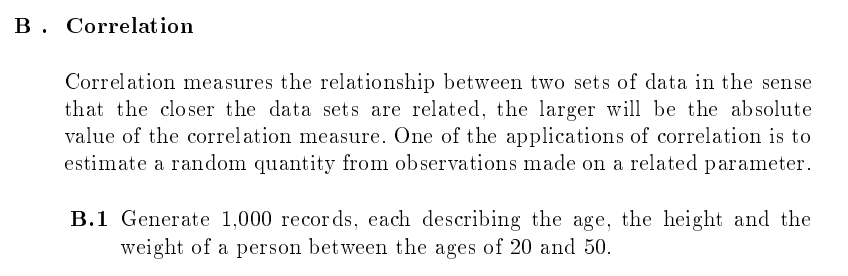 B . Correlation
Correlation measures the relationship between two sets of data in the sense
that the closer the data sets are related, the larger will be the absolute
value of the correlation measure. One of the applications of correlation is to
estimate a random quantity from observations made on a related parameter.
B.1 Generate 1,000 records, each describing the age, the height and the
weight of a person between the ages of 20 and 50.